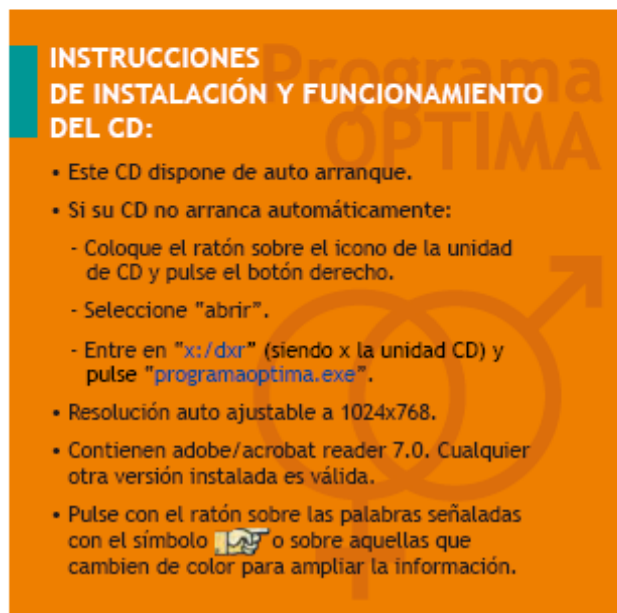 Programa
OPTIMA
INSTRUCCIONES
DE INSTALACIÓN Y FUNCIONAMIENTO
DEL CD:
• Este CD dispone de auto arranque.
• Si su CD no arranca automáticamente:
- Coloque el ratón sobre el icono de la unidad
de CD y pulse el botón derecho.
- Seleccione "abrir".
- Entre en "x:/dxr" (siendo x la unidad CD) y
pulse "programaoptima.exe".
• Resolución auto ajustable a 1024x768.
• Contienen adobe/acrobat reader 7.0. Cualquier
otra versión instalada es válida.
• Pulse con el ratón sobre las palabras señaladas
con el símbolo o sobre aquellas que
cambien de color para ampliar la información.